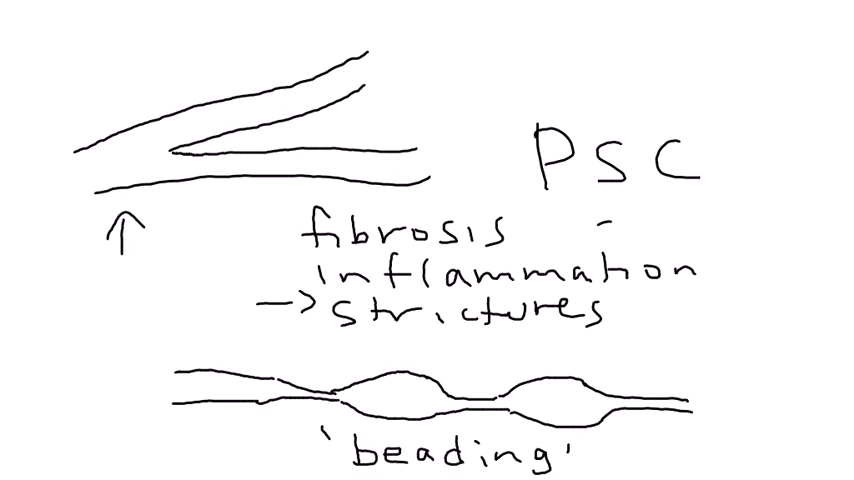 PSC
fibrosis
inflammation
→ strictures
'beading'